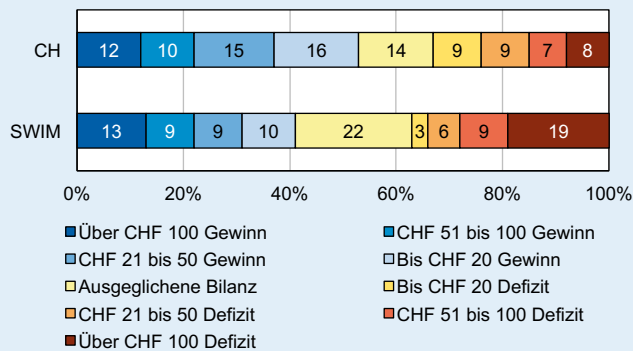 CH 12 10 15 16 14 9 9 7 8
SWIM 13 9 9 10 22 3 6 9 19
0% 20% 40% 60% 80% 100%
Über CHF 100 Gewinn CHF 51 bis 100 Gewinn
CHF 21 bis 50 Gewinn Bis CHF 20 Gewinn
Ausgeglichene Bilanz Bis CHF 20 Defizit
CHF 21 bis 50 Defizit CHF 51 bis 100 Defizit
Über CHF 100 Defizit